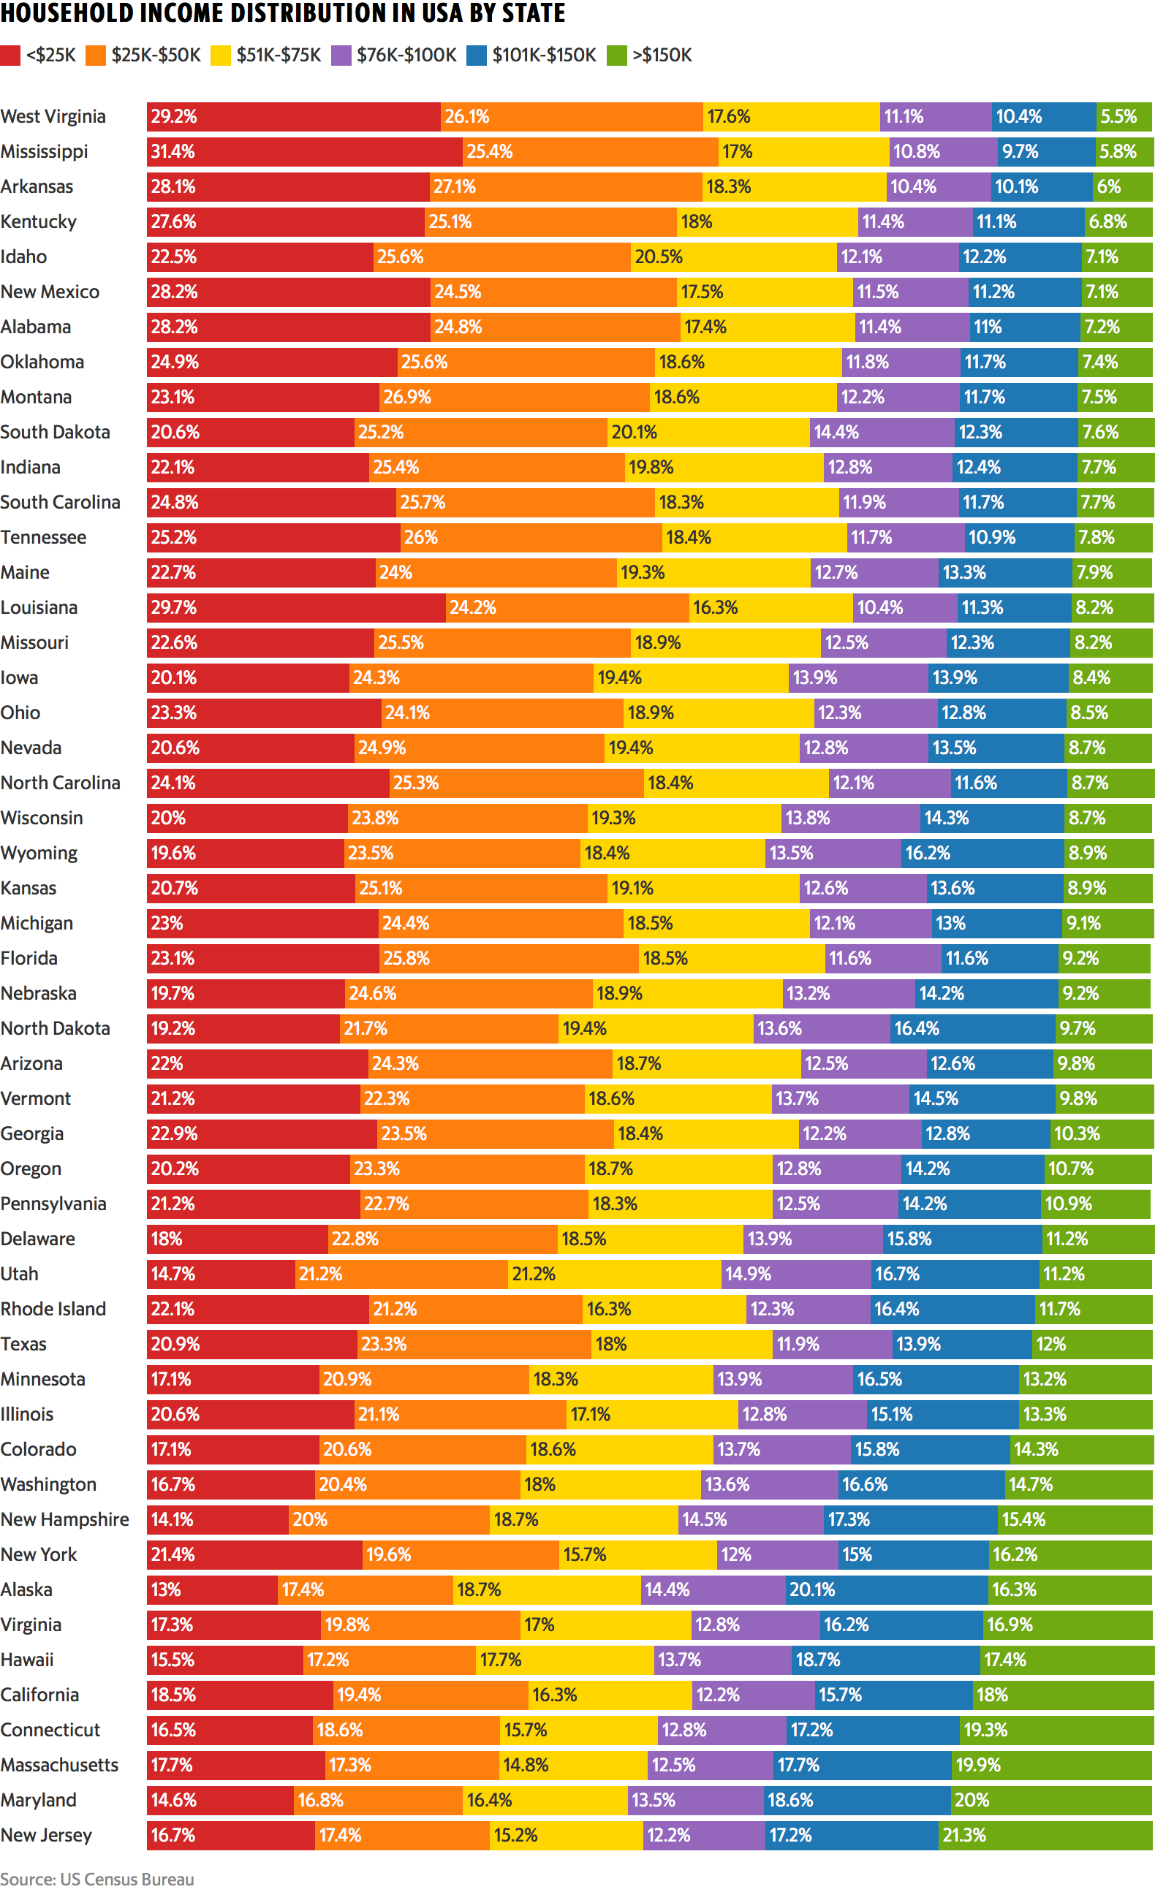 HOUSEHOLD INCOME DISTRIBUTION IN USA BY STATE
<$25K $25K-$50K $51K-$75K $76K-$100K $101K-$150K >$150K
West Virginia 29.2% 26.1% 17.6% 11.1% 10.4% 5.5%
Mississippi 31.4% 25.4% 17% 10.8% 9.7% 5.8%
Arkansas 28.1% 27.1% 18.3% 10.4% 10.1% 6%
Kentucky 27.6% 25.1% 18% 11.4% 11.1% 6.8%
Idaho 22.5% 25.6% 20.5% 12.1% 12.2% 7.1%
New Mexico 28.2% 24.5% 17.5% 11.5% 11.2% 7.1%
Alabama 28.2% 24.8% 17.4% 11.4% 11% 7.2%
Oklahoma 24.9% 25.6% 18.6% 11.8% 11.7% 7.4%
Montana 23.1% 26.9% 18.6% 12.2% 11.7% 7.5%
South Dakota 20.6% 25.2% 20.1% 14.4% 12.3% 7.6%
Indiana 22.1% 25.4% 19.8% 12.8% 12.4% 7.7%
South Carolina 24.8% 25.7% 18.3% 11.9% 11.7% 7.7%
Tennessee 25.2% 26% 18.4% 11.7% 10.9% 7.8%
Maine 22.7% 24% 19.3% 12.7% 13.3% 7.9%
Louisiana 29.7% 24.2% 16.3% 10.4% 11.3% 8.2%
Missouri 22.6% 25.5% 18.9% 12.5% 12.3% 8.2%
Iowa 20.1% 24.3% 19.4% 13.9% 13.9% 8.4%
Ohio 23.3% 24.1% 18.9% 12.3% 12.8% 8.5%
Nevada 20.6% 24.9% 19.4% 12.8% 13.5% 8.7%
North Carolina 24.1% 25.3% 18.4% 12.1% 11.6% 8.7%
Wisconsin 20% 23.8% 19.3% 13.8% 14.3% 8.7%
Wyoming 19.6% 23.5% 18.4% 13.5% 16.2% 8.9%
Kansas 20.7% 25.1% 19.1% 12.6% 13.6% 8.9%
Michigan 23% 24.4% 18.5% 12.1% 13% 9.1%
Florida 23.1% 25.8% 18.5% 11.6% 11.6% 9.2%
Nebraska 19.7% 24.6% 18.9% 13.2% 14.2% 9.2%
North Dakota 19.2% 21.7% 19.4% 13.6% 16.4% 9.7%
Arizona 22% 24.3% 18.7% 12.5% 12.6% 9.8%
Vermont 21.2% 22.3% 18.6% 13.7% 14.5% 9.8%
Georgia 22.9% 23.5% 18.4% 12.2% 12.8% 10.3%
Oregon 20.2% 23.3% 18.7% 12.8% 14.2% 10.7%
Pennsylvania 21.2% 22.7% 18.3% 12.5% 14.2% 10.9%
Delaware 18% 22.8% 18.5% 13.9% 15.8% 11.2%
Utah 14.7% 21.2% 21.2% 14.9% 16.7% 11.2%
Rhode Island 22.1% 21.2% 16.3% 12.3% 16.4% 11.7%
Texas 20.9% 23.3% 18% 11.9% 13.9% 12%
Minnesota 17.1% 20.9% 18.3% 13.9% 16.5% 13.2%
Illinois 20.6% 21.1% 17.1% 12.8% 15.1% 13.3%
Colorado 17.1% 20.6% 18.6% 13.7% 15.8% 14.3%
Washington 16.7% 20.4% 18% 13.6% 16.6% 14.7%
New Hampshire 14.1% 20% 18.7% 14.5% 17.3% 15.4%
New York 21.4% 19.6% 15.7% 12% 15% 16.2%
Alaska 13% 17.4% 18.7% 14.4% 20.1% 16.3%
Virginia 17.3% 19.8% 17% 12.8% 16.2% 16.9%
Hawaii 15.5% 17.2% 17.7% 13.7% 18.7% 17.4%
California 18.5% 19.4% 16.3% 12.2% 15.7% 18%
Connecticut 16.5% 18.6% 15.7% 12.8% 17.2% 19.3%
Massachusetts 17.7% 17.3% 14.8% 12.5% 17.7% 19.9%
Maryland 14.6% 16.8% 16.4% 13.5% 18.6% 20%
New Jersey 16.7% 17.4% 15.2% 12.2% 17.2% 21.3%
Source: US Census Bureau